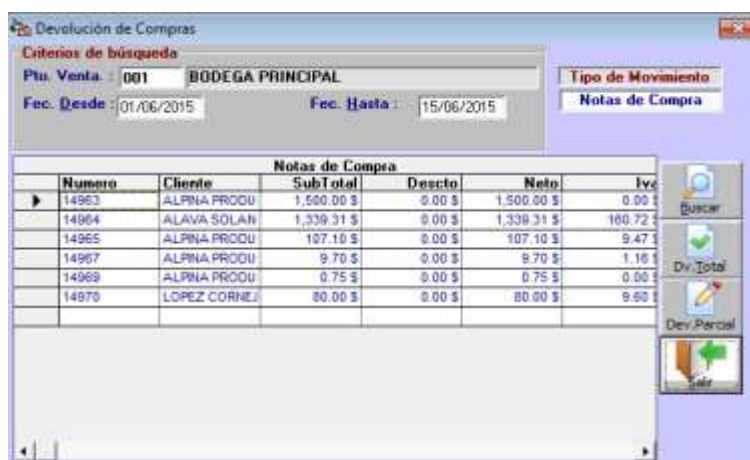 Devolución de Compras
Criterios de búsqueda
Pto. Venta. : 001 BODEGA PRINCIPAL
Fec. Desde : 01/06/2015 Fec. Hasta : 15/06/2015
Tipo de Movimiento
Notas de Compra
Notas de Compra
Numero Cliente SubTotal Descto Neto Iva
14963 ALPINA PRODU 1,500.00 $ 0.00 $ 1,500.00 $ 0.00 $
14964 ALAVA SOLAN 1,339.31 $ 0.00 $ 1,339.31 $ 160.72 $
14965 ALPINA PRODU 107.10 $ 0.00 $ 107.10 $ 9.47 $
14967 ALPINA PRODU 9.70 $ 0.00 $ 9.70 $ 1.16 $
14969 ALPINA PRODU 0.75 $ 0.00 $ 0.75 $ 0.00 $
14970 LOPEZ CORNEJ 80.00 $ 0.00 $ 80.00 $ 9.60 $
Buscar
Dv.Total
Dev.Parcial
Salir